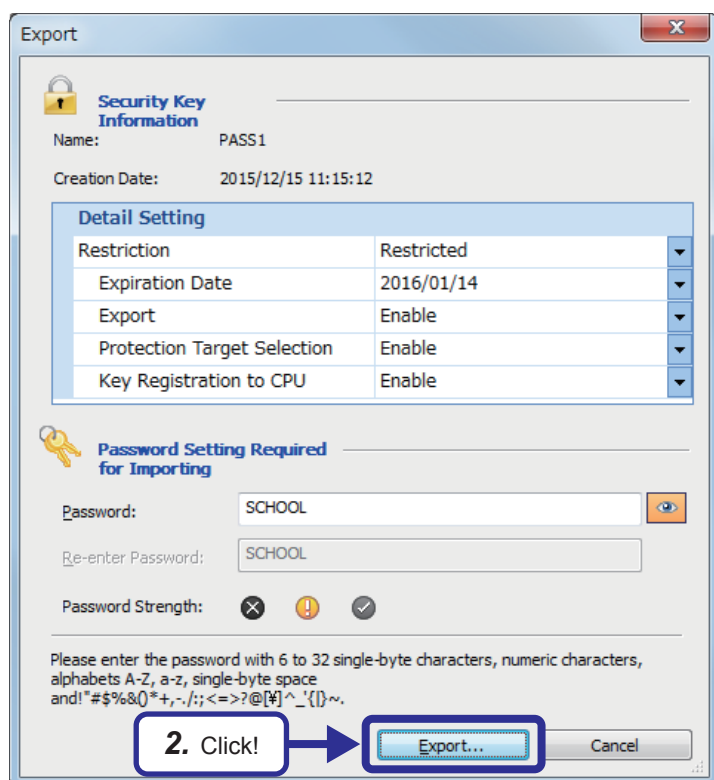 Export
Security Key
Information
Name: PASS1
Creation Date: 2015/12/15 11:15:12
Detail Setting
Restriction Restricted
Expiration Date 2016/01/14
Export Enable
Protection Target Selection Enable
Key Registration to CPU Enable
Password Setting Required
for Importing
Password: SCHOOL
Re-enter Password: SCHOOL
Password Strength:
Please enter the password with 6 to 32 single-byte characters, numeric characters,
alphabets A-Z, a-z, single-byte space
and!"#$%&()*+,-./:;<=>?@[¥]^_'{|}~.
2. Click!
Export... Cancel